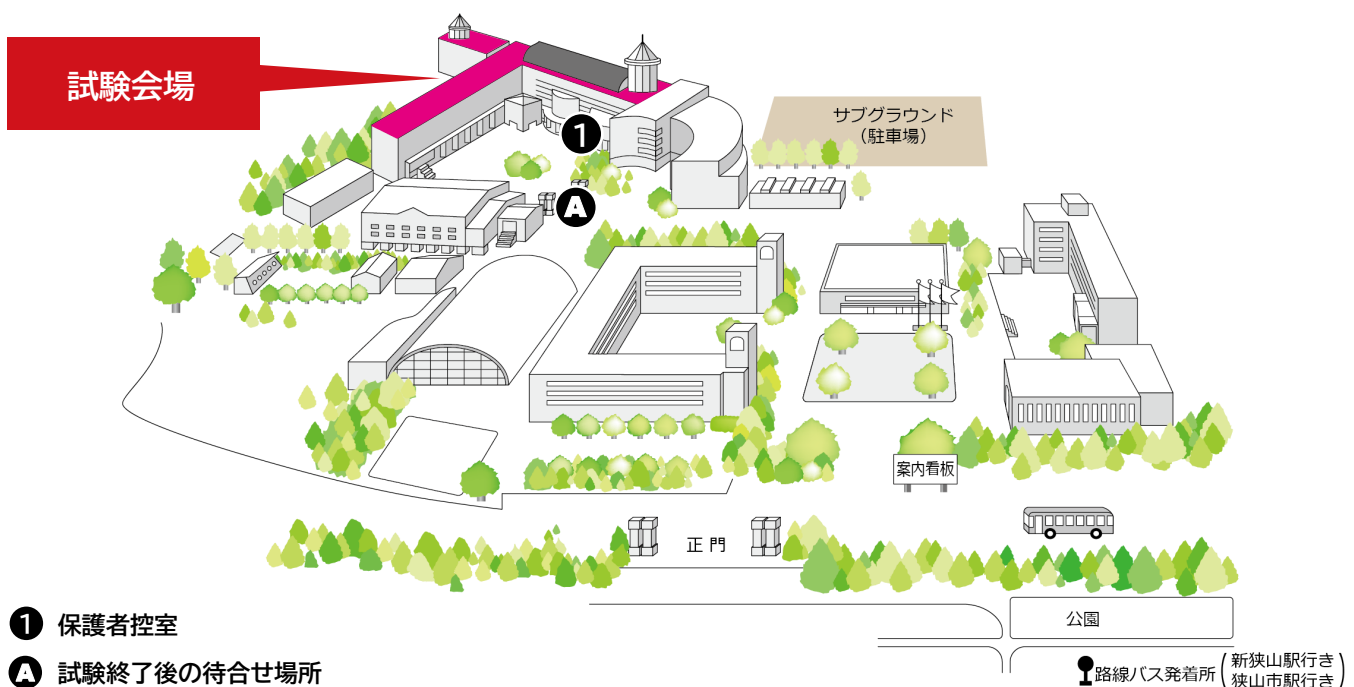 試験会場
サブグラウンド
（駐車場）
1
A
案内看板
正門
公園
1 保護者控室
A 試験終了後の待合せ場所
路線バス発着所（新狭山駅行き
狭山市駅行き）